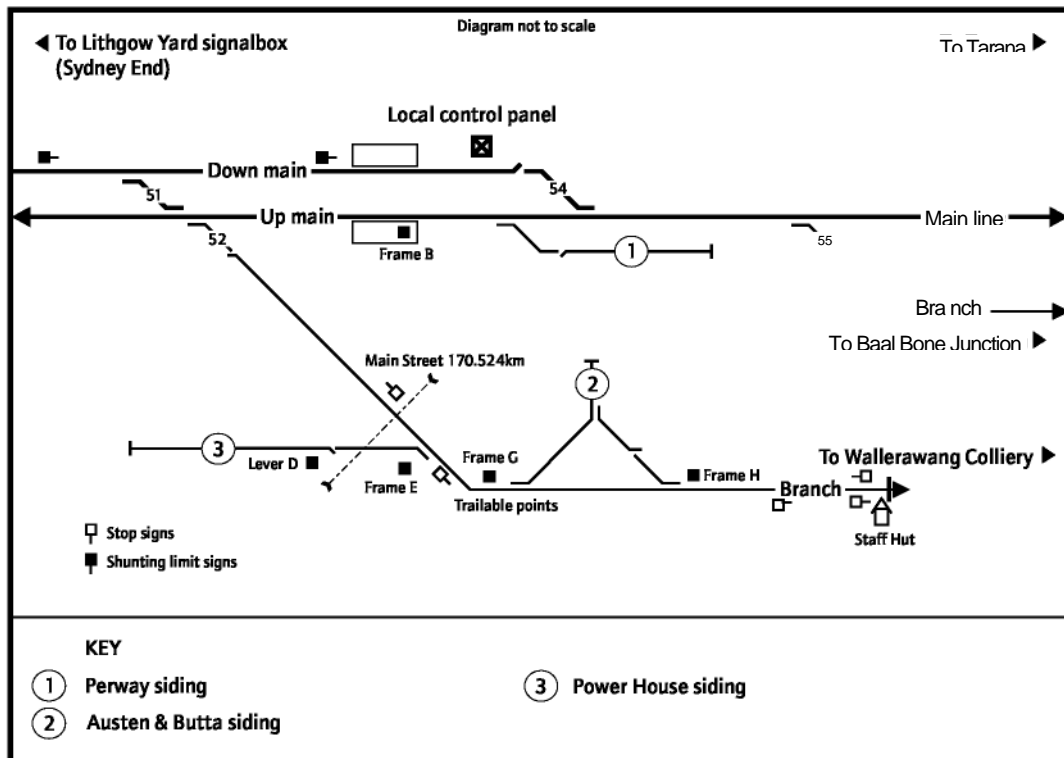 Diagram not to scale
◀ To Lithgow Yard signalbox
(Sydney End)
To Tarana ▶
Local control panel
Down main
51
54
Up main
Main line
52
Frame B
1
55
Bra nch
To Baal Bone Junction ▶
Main Street 170.524km
2
3
Lever D
Frame E
Frame G
Frame H
To Wallerawang Colliery ▶
Trailable points
Branch
Staff Hut
Stop signs
Shunting limit signs
KEY
1 Perway siding
3 Power House siding
2 Austen & Butta siding